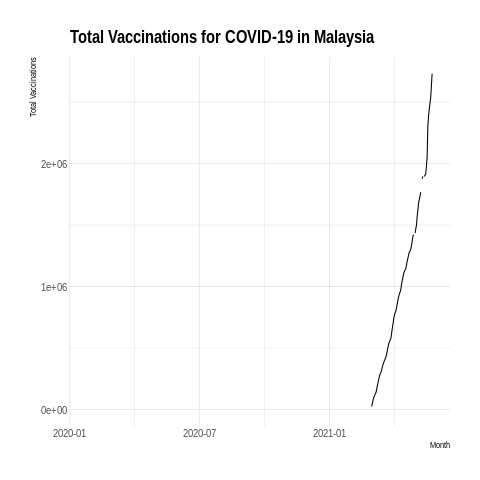 Total Vaccinations for COVID-19 in Malaysia
Total Vaccinations
2e+06
1e+06
0e+00
2020-01 2020-07 2021-01
Month